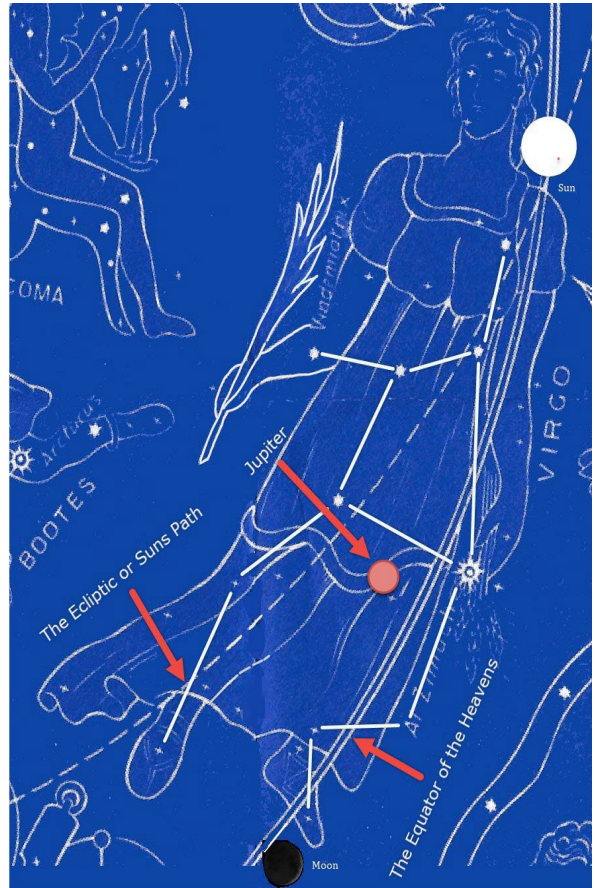 Sun
COMA
Vindemiatrix
VIRGO
Arcturus
BOOTES
Jupiter
The Ecliptic or Suns Path
The Equator of the Heavens
Moon